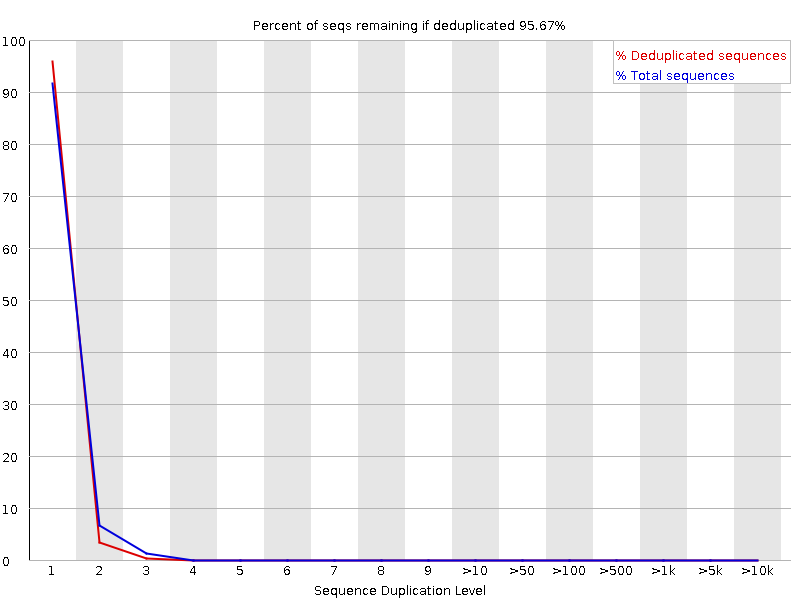 Percent of seqs remaining if deduplicated 95.67%
% Deduplicated sequences
% Total sequences
100
90
80
70
60
50
40
30
20
10
0
1 2 3 4 5 6 7 8 9 >10 >50 >100 >500 >1k >5k >10k
Sequence Duplication Level